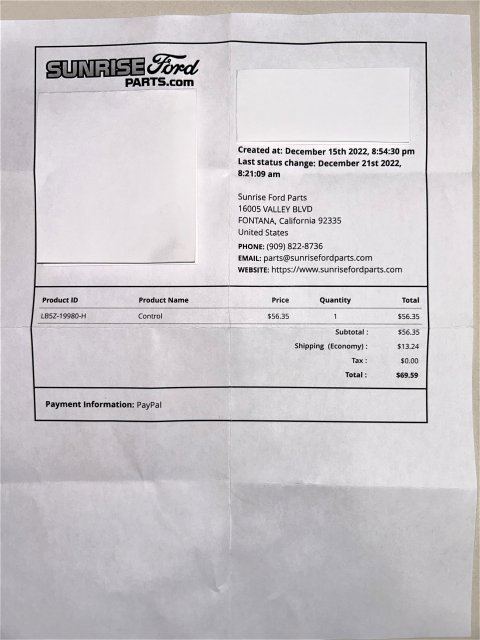 SUNRISE Ford
PARTS.com
Created at: December 15th 2022, 8:54:30 pm
Last status change: December 21st 2022,
8:21:09 am
Sunrise Ford Parts
16005 VALLEY BLVD
FONTANA, California 92335
United States
PHONE: (909) 822-8736
EMAIL: parts@sunrisefordparts.com
WEBSITE: https://www.sunrisefordparts.com
Product ID Product Name Price Quantity Total
LB5Z-19980-H Control $56.35 1 $56.35
Subtotal : $56.35
Shipping (Economy) : $13.24
Tax : $0.00
Total : $69.59
Payment Information: PayPal